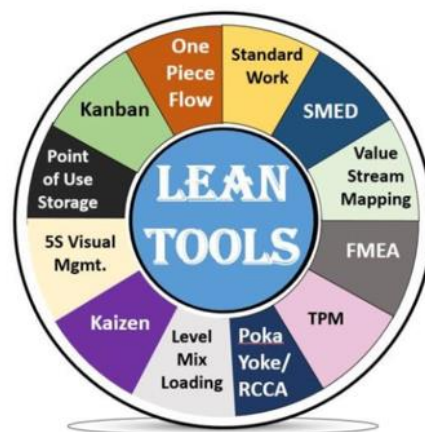 LEAN
TOOLS
One
Piece
Flow
Standard
Work
SMED
Value
Stream
Mapping
FMEA
TPM
Poka
Yoke/
RCCA
Level
Mix
Loading
Kaizen
5S Visual
Mgmt.
Point
of Use
Storage
Kanban